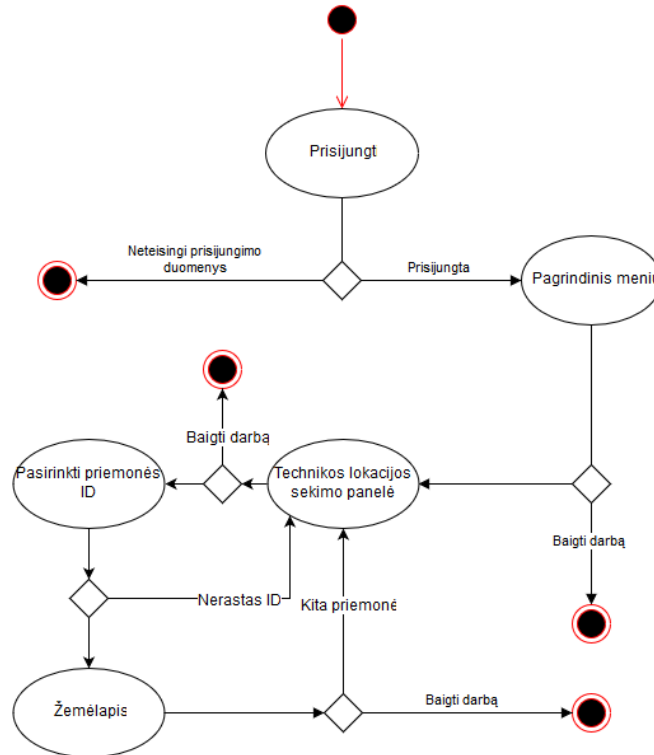 Prisijungt
Neteisingi prisijungimo
duomenys
Prisijungta
Pagrindinis meniu
Baigti darbą
Pasirinkti priemonės
ID
Technikos lokacijos
sekimo panelė
Baigti darbą
Nerastas ID
Kita priemonė
Žemėlapis
Baigti darbą